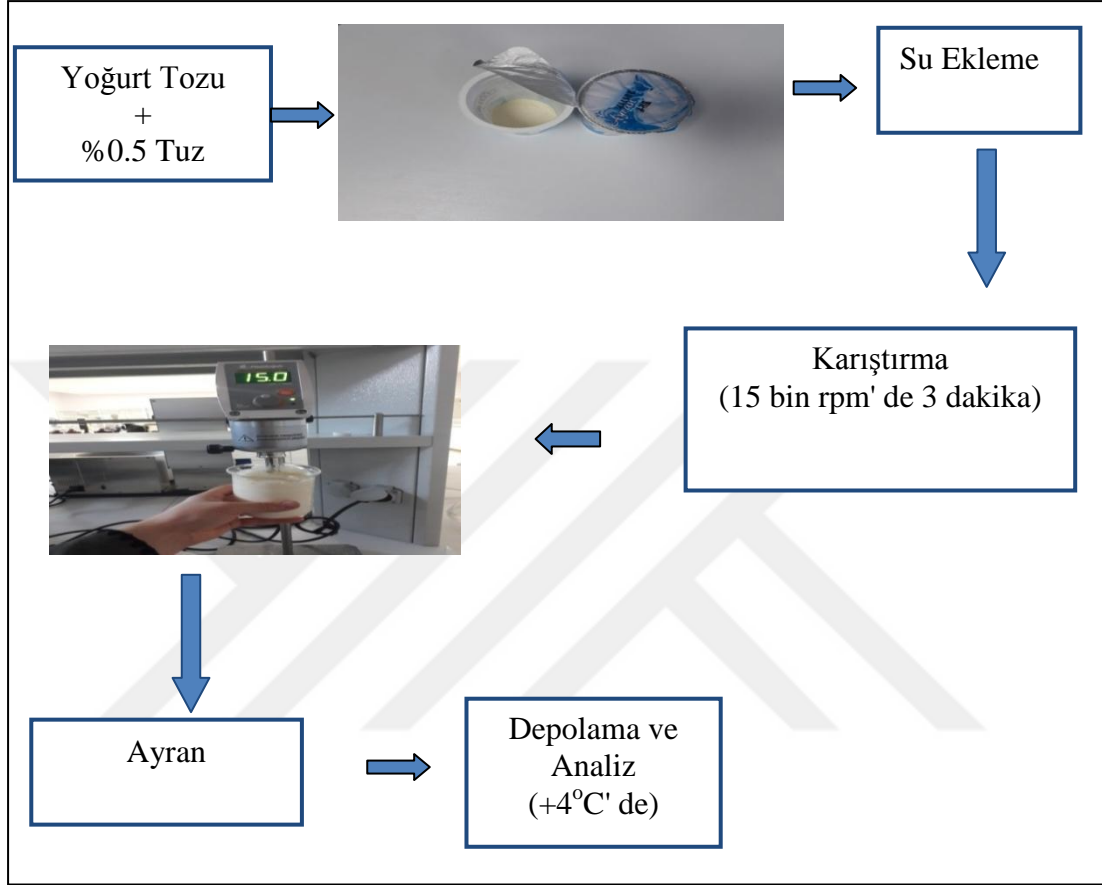 Yoğurt Tozu
+
%0.5 Tuz
Su Ekleme
Karıştırma
(15 bin rpm' de 3 dakika)
15.0
Ayran
Depolama ve
Analiz
(+4°C' de)